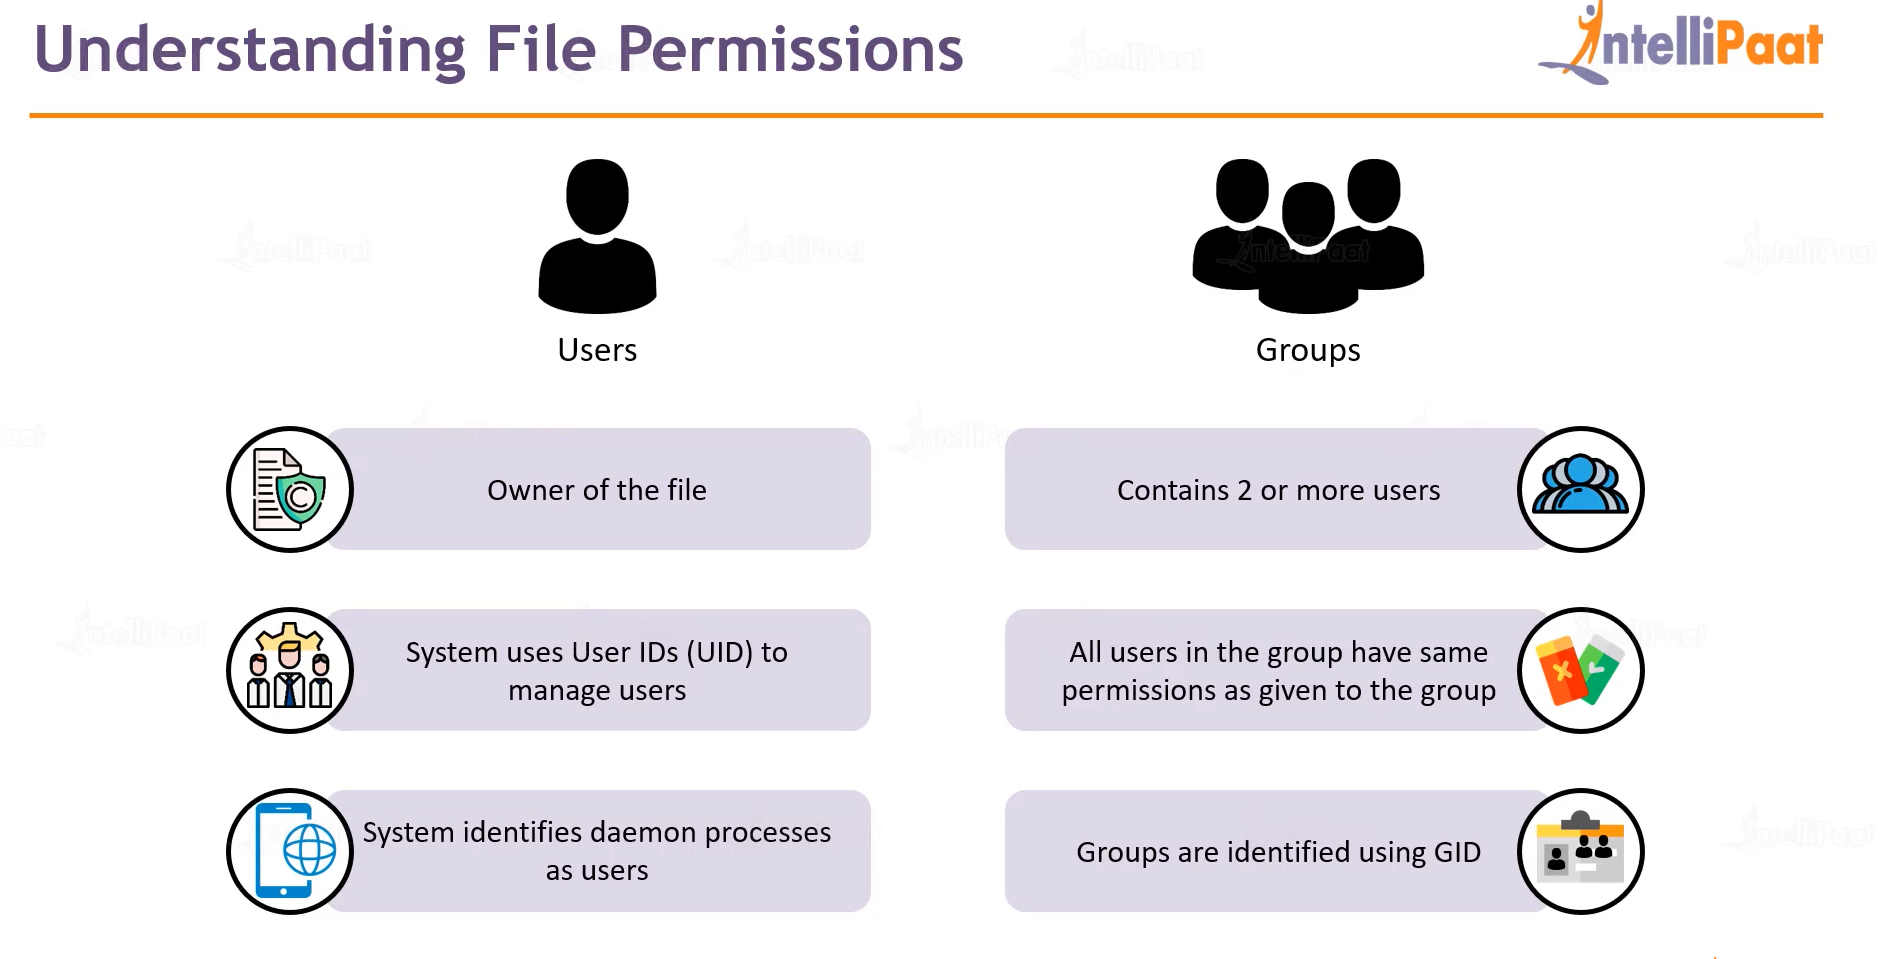 Understanding File Permissions
IntelliPaat
Users
Groups
Owner of the file
Contains 2 or more users
System uses User IDs (UID) to
manage users
All users in the group have same
permissions as given to the group
System identifies daemon processes
as users
Groups are identified using GID